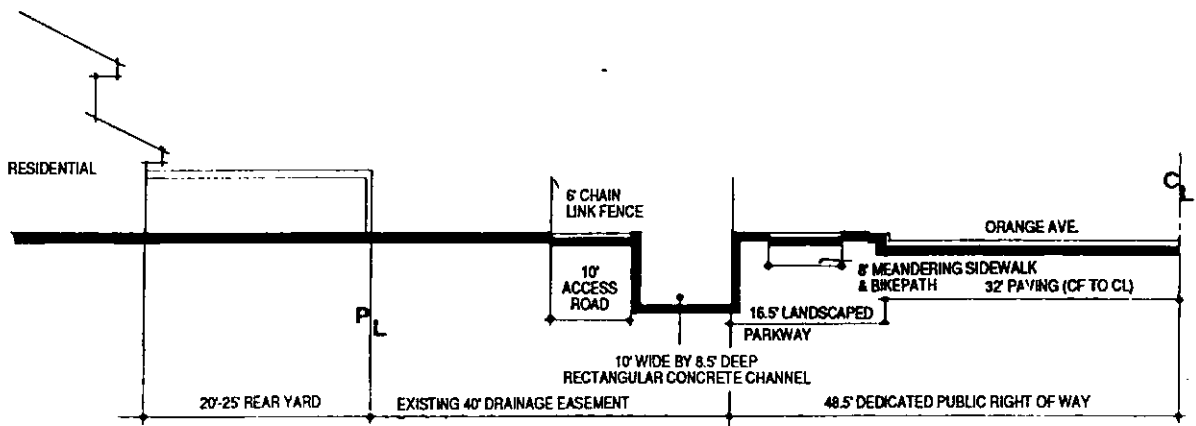 RESIDENTIAL
6' CHAIN
LINK FENCE
C
L
ORANGE AVE.
10'
ACCESS
ROAD
8' MEANDERING SIDEWALK
& BIKEPATH
32' PAVING (CF TO CL)
P
L
16.5' LANDSCAPED
PARKWAY
10' WIDE BY 8.5' DEEP
RECTANGULAR CONCRETE CHANNEL
20'-25' REAR YARD
EXISTING 40' DRAINAGE EASEMENT
48.5' DEDICATED PUBLIC RIGHT OF WAY